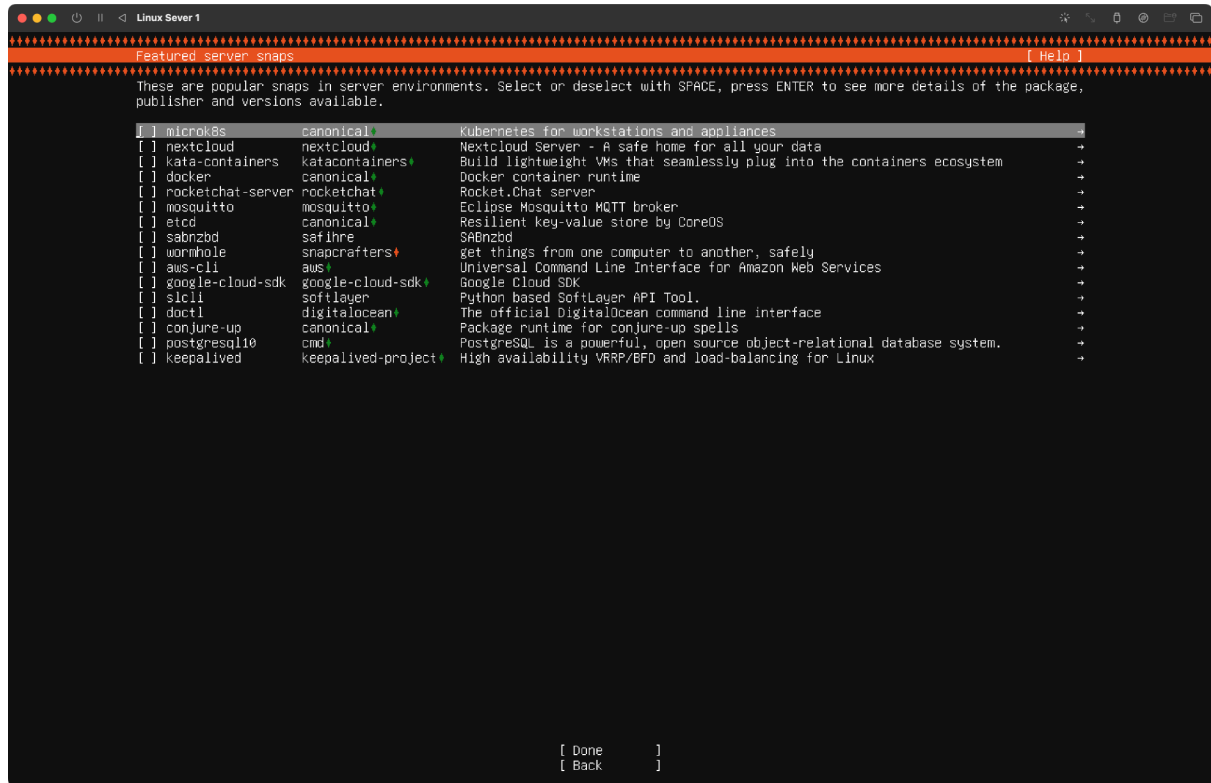 Linux Sever 1
Featured server snaps [ Help ]
These are popular snaps in server environments. Select or deselect with SPACE, press ENTER to see more details of the package,
publisher and versions available.
[ ] microk8s canonical♦ Kubernetes for workstations and appliances →
[ ] nextcloud nextcloud♦ Nextcloud Server - A safe home for all your data →
[ ] kata-containers katacontainers♦ Build lightweight VMs that seamlessly plug into the containers ecosystem →
[ ] docker canonical♦ Docker container runtime →
[ ] rocketchat-server rocketchat♦ Rocket.Chat server →
[ ] mosquitto mosquitto♦ Eclipse Mosquitto MQTT broker →
[ ] etcd canonical♦ Resilient key-value store by CoreOS →
[ ] sabnzbd safihre SABnzbd →
[ ] wormhole snapcrafters♦ get things from one computer to another, safely →
[ ] aws-cli aws♦ Universal Command Line Interface for Amazon Web Services →
[ ] google-cloud-sdk google-cloud-sdk♦ Google Cloud SDK →
[ ] slcli softlayer Python based SoftLayer API Tool. →
[ ] doctl digitalocean♦ The official DigitalOcean command line interface →
[ ] conjure-up canonical♦ Package runtime for conjure-up spells →
[ ] postgresql10 cmd♦ PostgreSQL is a powerful, open source object-relational database system. →
[ ] keepalived keepalived-project♦ High availability VRRP/BFD and load-balancing for Linux →
[ Done ]
[ Back ]